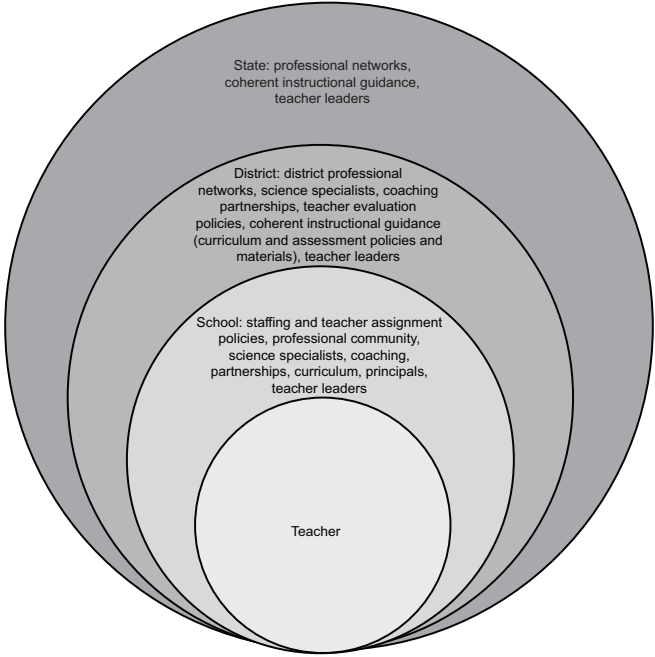 State: professional networks,
coherent instructional guidance,
teacher leaders
District: district professional
networks, science specialists, coaching
partnerships, teacher evaluation
policies, coherent instructional guidance
(curriculum and assessment policies and
materials), teacher leaders
School: staffing and teacher assignment
policies, professional community,
science specialists, coaching,
partnerships, curriculum, principals,
teacher leaders
Teacher